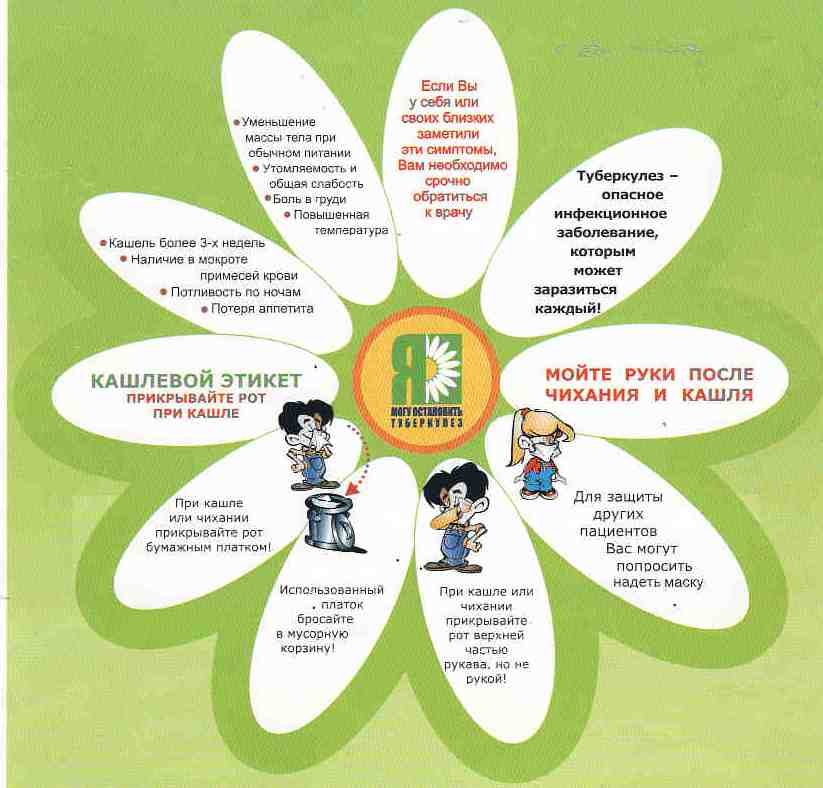 Если Вы
у себя или
своих близких
заметили
эти симптомы,
Вам необходимо
срочно
обратиться
к врачу
Туберкулез –
опасное
инфекционное
заболевание,
которым
может
заразиться
каждый!
• Уменьшение
массы тела при
обычном питании
• Утомляемость и
общая слабость
• Боль в груди
• Повышенная
температура
• Кашель более 3-х недель
• Наличие в мокроте
примесей крови
• Потливость по ночам
• Потеря аппетита
КАШЛЕВОЙ ЭТИКЕТ
ПРИКРЫВАЙТЕ РОТ
ПРИ КАШЛЕ
Я
МОГУ ОСТАНОВИТЬ
ТУБЕРКУЛЕЗ
МОЙТЕ РУКИ ПОСЛЕ
ЧИХАНИЯ И КАШЛЯ
При кашле
или чихании
прикрывайте рот
бумажным платком!
Использованный
платок
бросайте
в мусорную
корзину!
При кашле или
чихании
прикрывайте
рот верхней
частью
рукава, но не
рукой!
Для защиты
других
пациентов
Вас могут
попросить
надеть маску